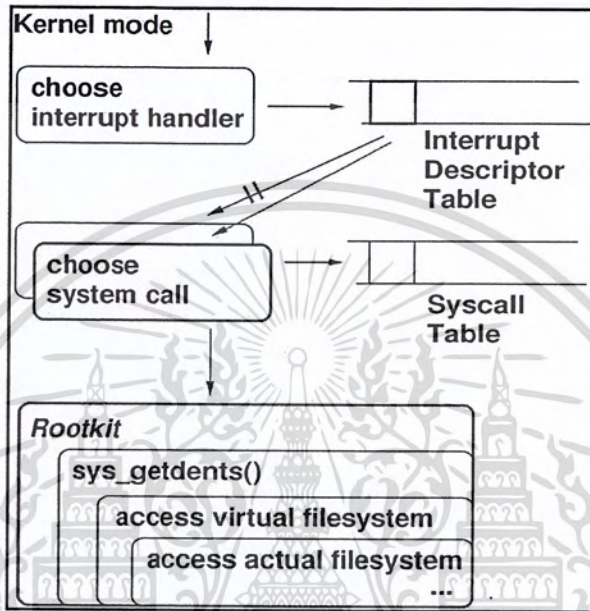 Kernel mode
choose
interrupt handler
Interrupt
Descriptor
Table
choose
system call
Syscall
Table
Rootkit
sys_getdents()
access virtual filesystem
access actual filesystem
...